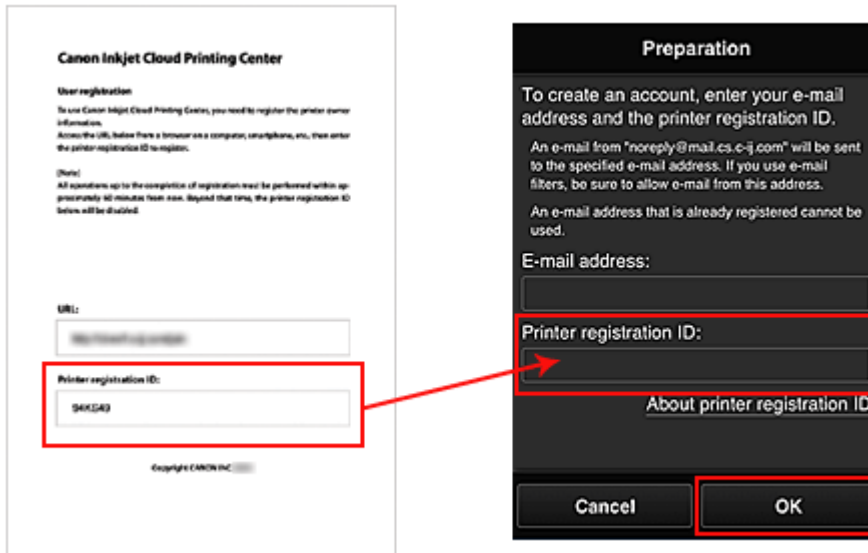 Canon Inkjet Cloud Printing Center
User registration
To use Canon Inkjet Cloud Printing Center, you need to register the printer owner
information.
Access the URL below from a browser on a computer, smartphone, etc., then enter
the printer registration ID to register.
[Note]
All operations up to the completion of registration must be performed within ap-
proximately 60 minutes from now. Beyond that time, the printer registration ID
below will be disabled.
URL:
Printer registration ID:
Copyright CANON INC
Preparation
To create an account, enter your e-mail
address and the printer registration ID.
An e-mail from "noreply@mail.cs.c-ij.com" will be sent
to the specified e-mail address. If you use e-mail
filters, be sure to allow e-mail from this address.
An e-mail address that is already registered cannot be
used.
E-mail address:
Printer registration ID:
About printer registration ID
Cancel
OK